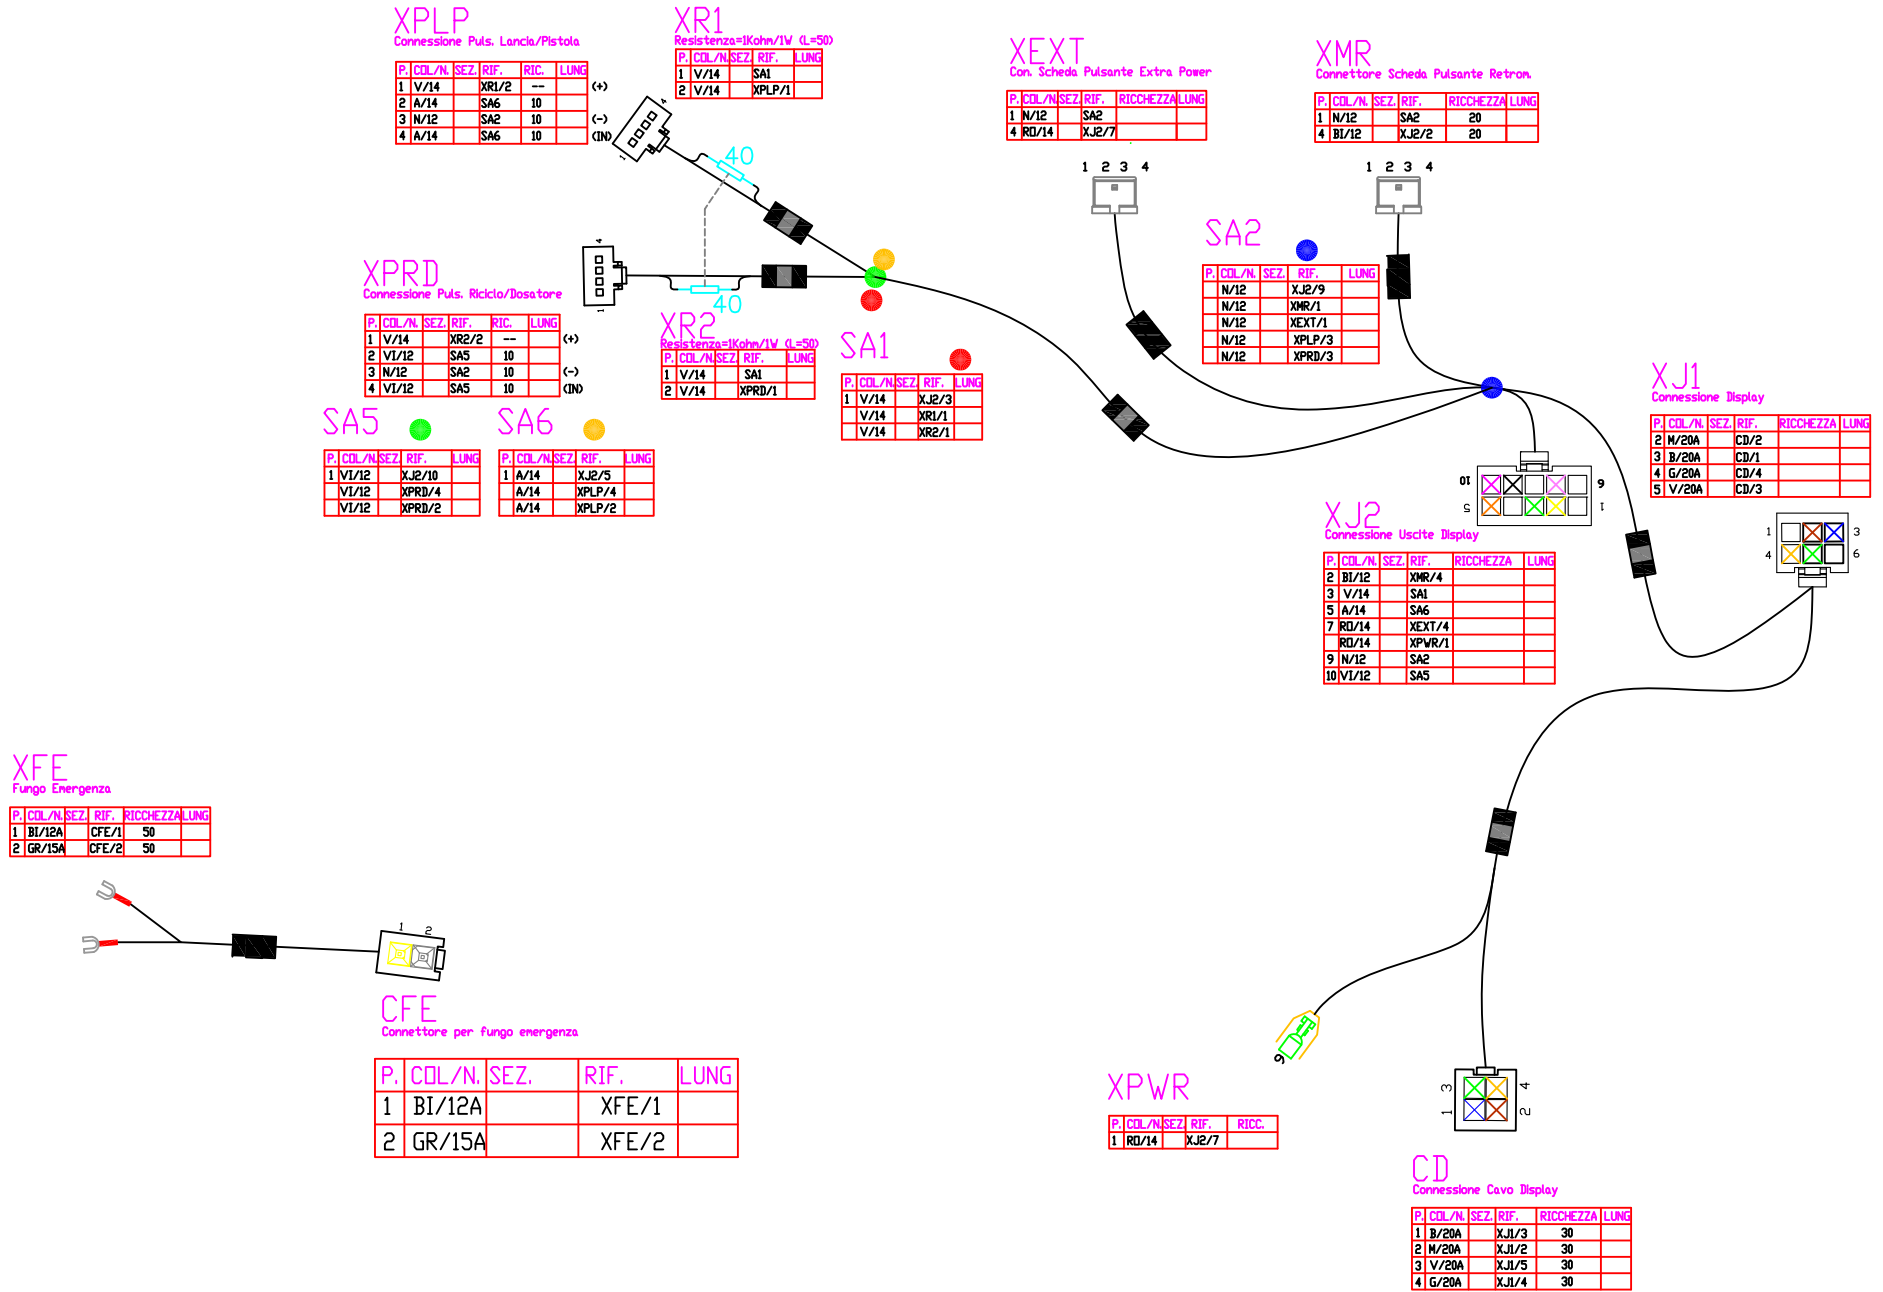 XPLP
Connessione Puls. Lancia/Pistola
P. COL/N. SEZ. RIF. RIC. LUNG
1 V/14 XR1/2 -- (+)
2 A/14 SA6 10
3 N/12 SA2 10 (-)
4 A/14 SA6 10 (IN)
XR1
Resistenza=1Kohm/1W (L=50)
P. COL/N. SEZ. RIF. LUNG
1 V/14 SA1
2 V/14 XPLP/1
XEXT
Con. Scheda Pulsante Extra Power
P. COL/N. SEZ. RIF. RICCHEZZA LUNG
1 N/12 SA2
4 RO/14 XJ2/7
1 2 3 4
XMR
Connettore Scheda Pulsante Retrom.
P. COL/N. SEZ. RIF. RICCHEZZA LUNG
1 N/12 SA2 20
4 BI/12 XJ2/2 20
1 2 3 4
4
1
40
SA2
P. COL/N. SEZ. RIF. LUNG
N/12 XJ2/9
N/12 XMR/1
N/12 XEXT/1
N/12 XPLP/3
N/12 XPRD/3
XPRD
Connessione Puls. Riciclo/Dosatore
P. COL/N. SEZ. RIF. RIC. LUNG
1 V/14 XR2/2 -- (+)
2 VI/12 SA5 10
3 N/12 SA2 10 (-)
4 VI/12 SA5 10 (IN)
4
1
40
XR2
Resistenza=1Kohm/1W (L=50)
P. COL/N. SEZ. RIF. LUNG
1 V/14 SA1
2 V/14 XPRD/1
SA1
P. COL/N. SEZ. RIF. LUNG
1 V/14 XJ2/3
V/14 XR1/1
V/14 XR2/1
SA5
P. COL/N. SEZ. RIF. LUNG
1 VI/12 XJ2/10
VI/12 XPRD/4
VI/12 XPRD/2
SA6
P. COL/N. SEZ. RIF. LUNG
1 A/14 XJ2/5
A/14 XPLP/4
A/14 XPLP/2
XJ1
Connessione Display
P. COL/N. SEZ. RIF. RICCHEZZA LUNG
2 M/20A CD/2
3 B/20A CD/1
4 G/20A CD/4
5 V/20A CD/3
1 3
4 6
10 6
5 1
XJ2
Connessione Uscite Display
P. COL/N. SEZ. RIF. RICCHEZZA LUNG
2 BI/12 XMR/4
3 V/14 SA1
5 A/14 SA6
7 RO/14 XEXT/4
RO/14 XPWR/1
9 N/12 SA2
10 VI/12 SA5
XFE
Fungo Emergenza
P. COL/N. SEZ. RIF. RICCHEZZA LUNG
1 BI/12A CFE/1 50
2 GR/15A CFE/2 50
1 2
CFE
Connettore per fungo emergenza
P. COL/N. SEZ. RIF. LUNG
1 BI/12A XFE/1
2 GR/15A XFE/2
9
XPWR
P. COL/N. SEZ. RIF. RICC.
1 RO/14 XJ2/7
3 4
1 2
CD
Connessione Cavo Display
P. COL/N. SEZ. RIF. RICCHEZZA LUNG
1 B/20A XJ1/3 30
2 M/20A XJ1/2 30
3 V/20A XJ1/5 30
4 G/20A XJ1/4 30